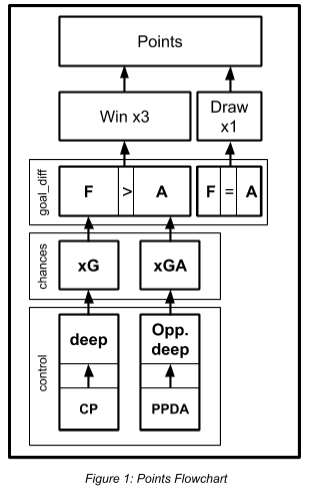 Points
Win x3
Draw
x1
goal_diff
F > A
F = A
chances
xG
xGA
control
deep
Opp.
deep
CP
PPDA
Figure 1: Points Flowchart